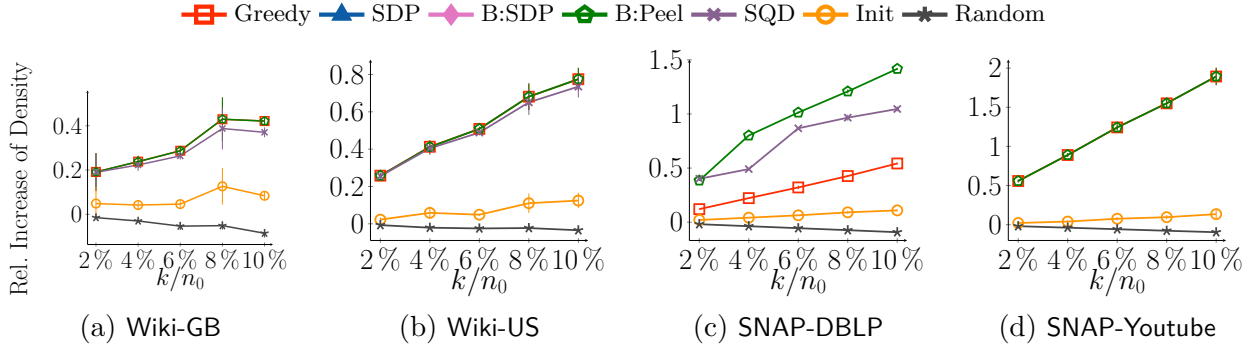 Greedy SDP B:SDP B:Peel SQD Init Random
Rel. Increase of Density
0.4
0.2
0
2 % 4 % 6 % 8 % 10 %
k/n₀
(a) Wiki-GB
0.8
0.6
0.4
0.2
0
2 % 4 % 6 % 8 % 10 %
k/n₀
(b) Wiki-US
1.5
1
0.5
0
2 % 4 % 6 % 8 % 10 %
k/n₀
(c) SNAP-DBLP
2
1.5
1
0.5
0
2 % 4 % 6 % 8 % 10 %
k/n₀
(d) SNAP-Youtube